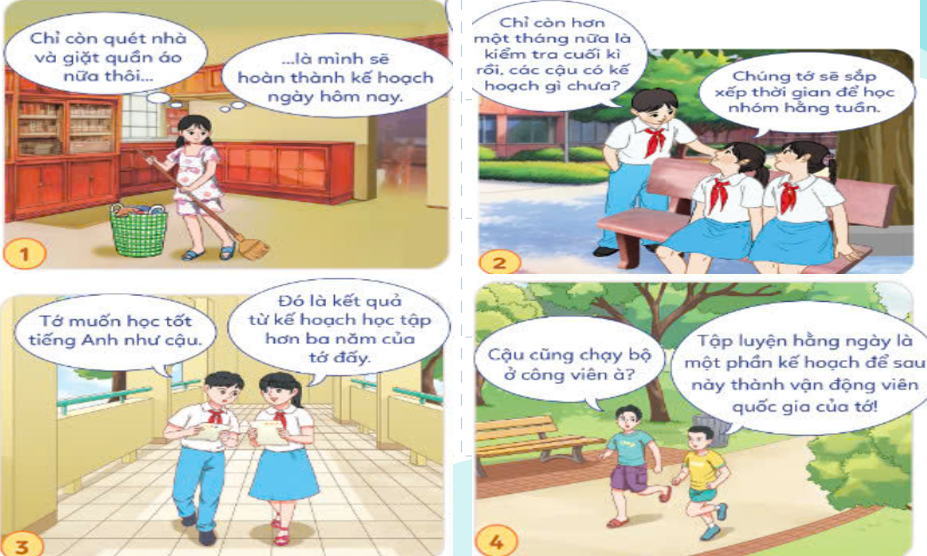 Chỉ còn quét nhà
và giặt quần áo
nữa thôi...
...là mình sẽ
hoàn thành kế hoạch
ngày hôm nay.
1
Chỉ còn hơn
một tháng nữa là
kiểm tra cuối kì
rồi, các cậu có kế
hoạch gì chưa?
Chúng tớ sẽ sắp
xếp thời gian để học
nhóm hằng tuần.
2
Tớ muốn học tốt
tiếng Anh như cậu.
Đó là kết quả
từ kế hoạch học tập
hơn ba năm của
tớ đấy.
3
Cậu cũng chạy bộ
ở công viên à?
Tập luyện hằng ngày là
một phần kế hoạch để sau
này thành vận động viên
quốc gia của tớ!
4